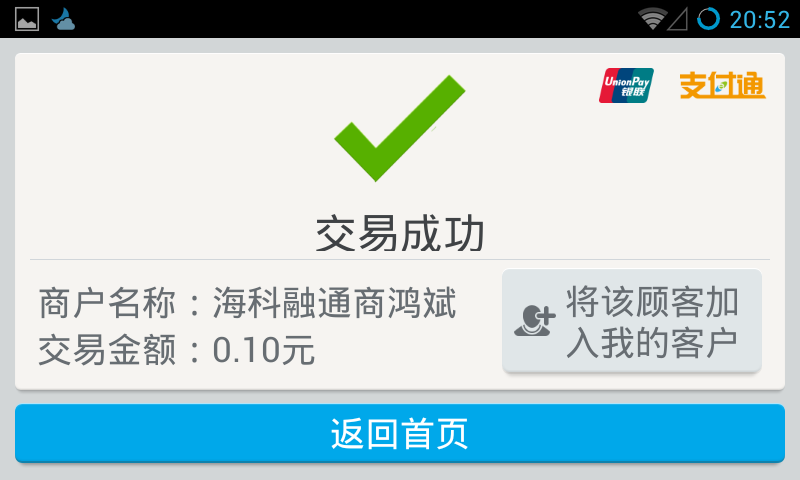 20:52
UnionPay
银联
支付通
交易成功
商户名称：海科融通商鸿斌
交易金额：0.10元
将该顾客加
入我的客户
返回首页